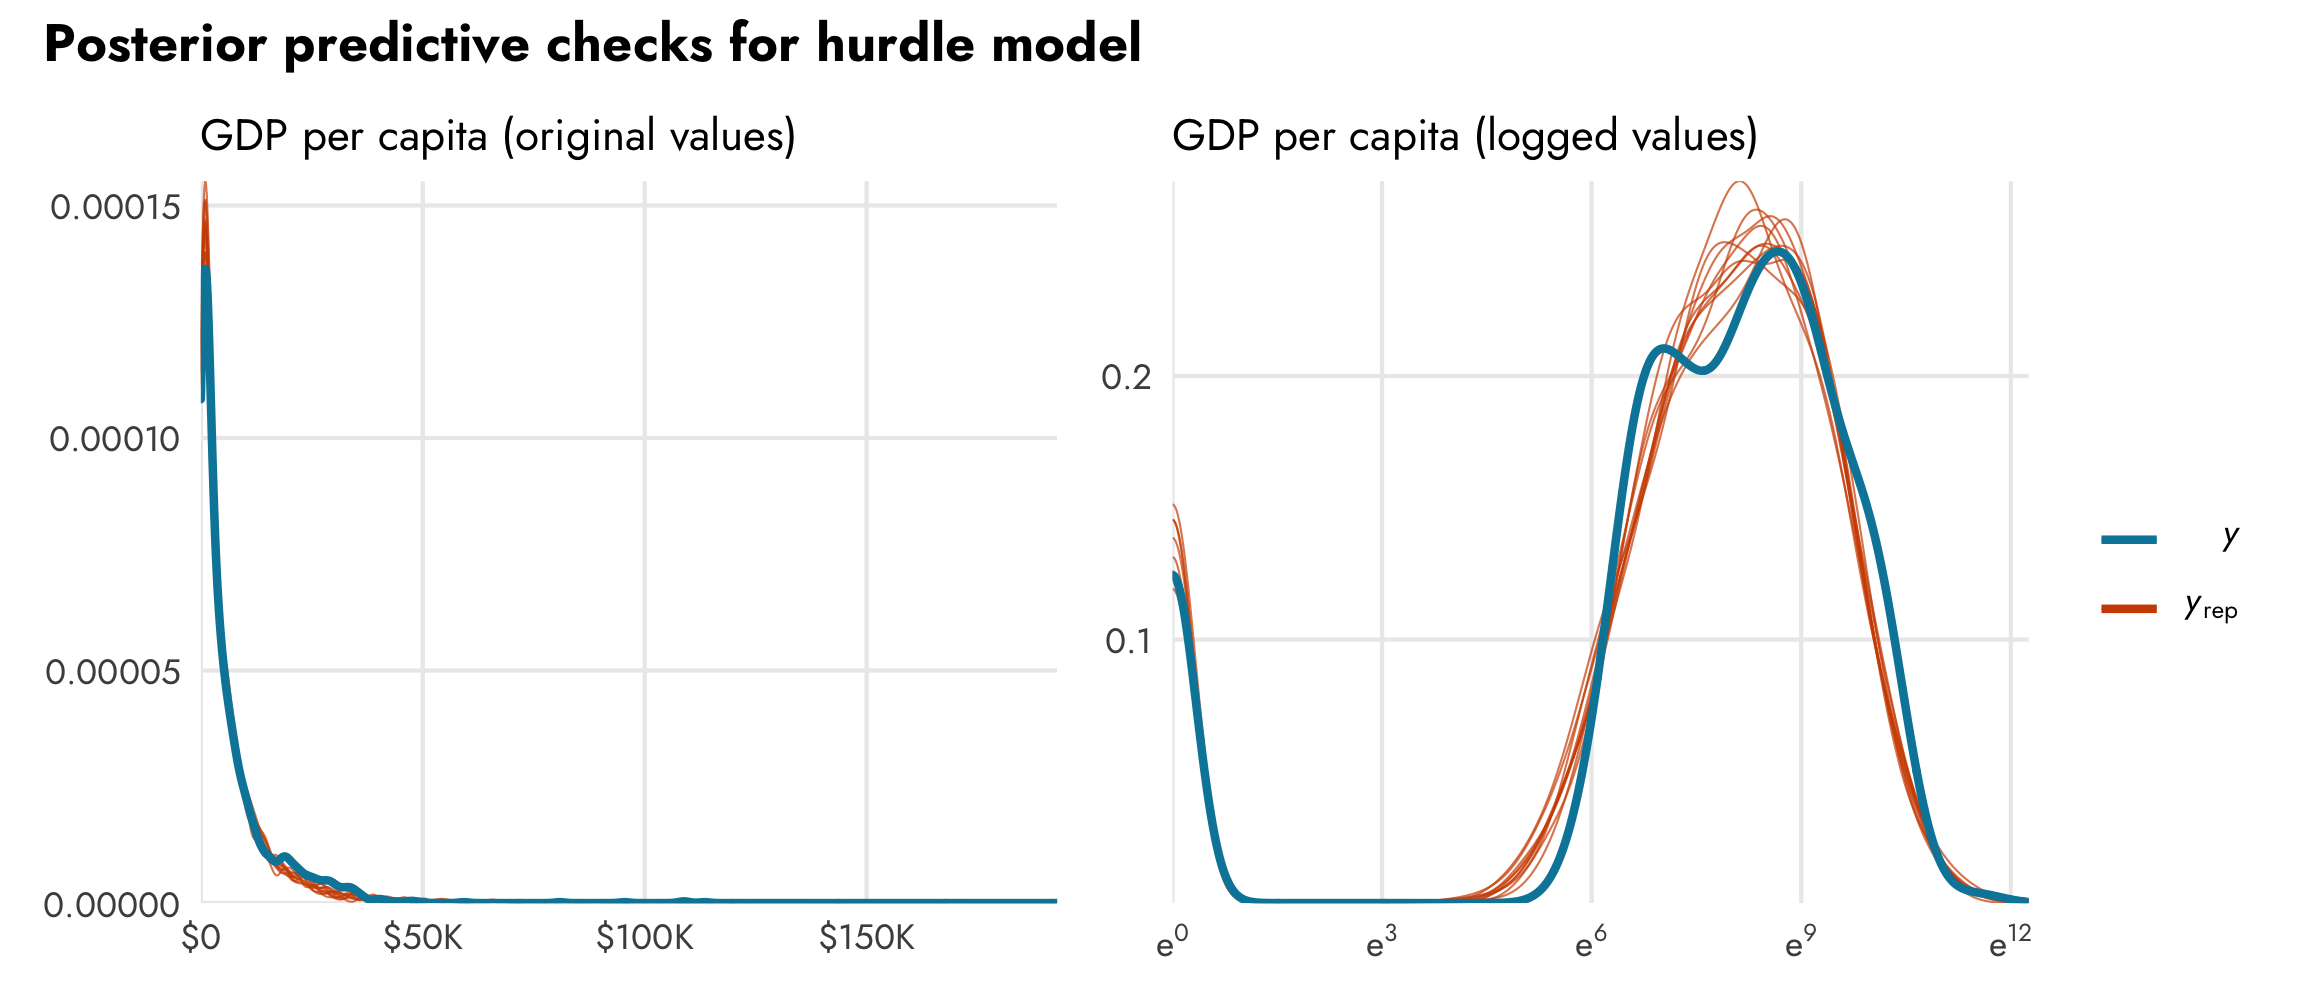 Posterior predictive checks for hurdle model
GDP per capita (original values)
0.00015
0.00010
0.00005
0.00000
$0 $50K $100K $150K
GDP per capita (logged values)
0.2
0.1
e⁰ e³ e⁶ e⁹ e¹²
y
y rep